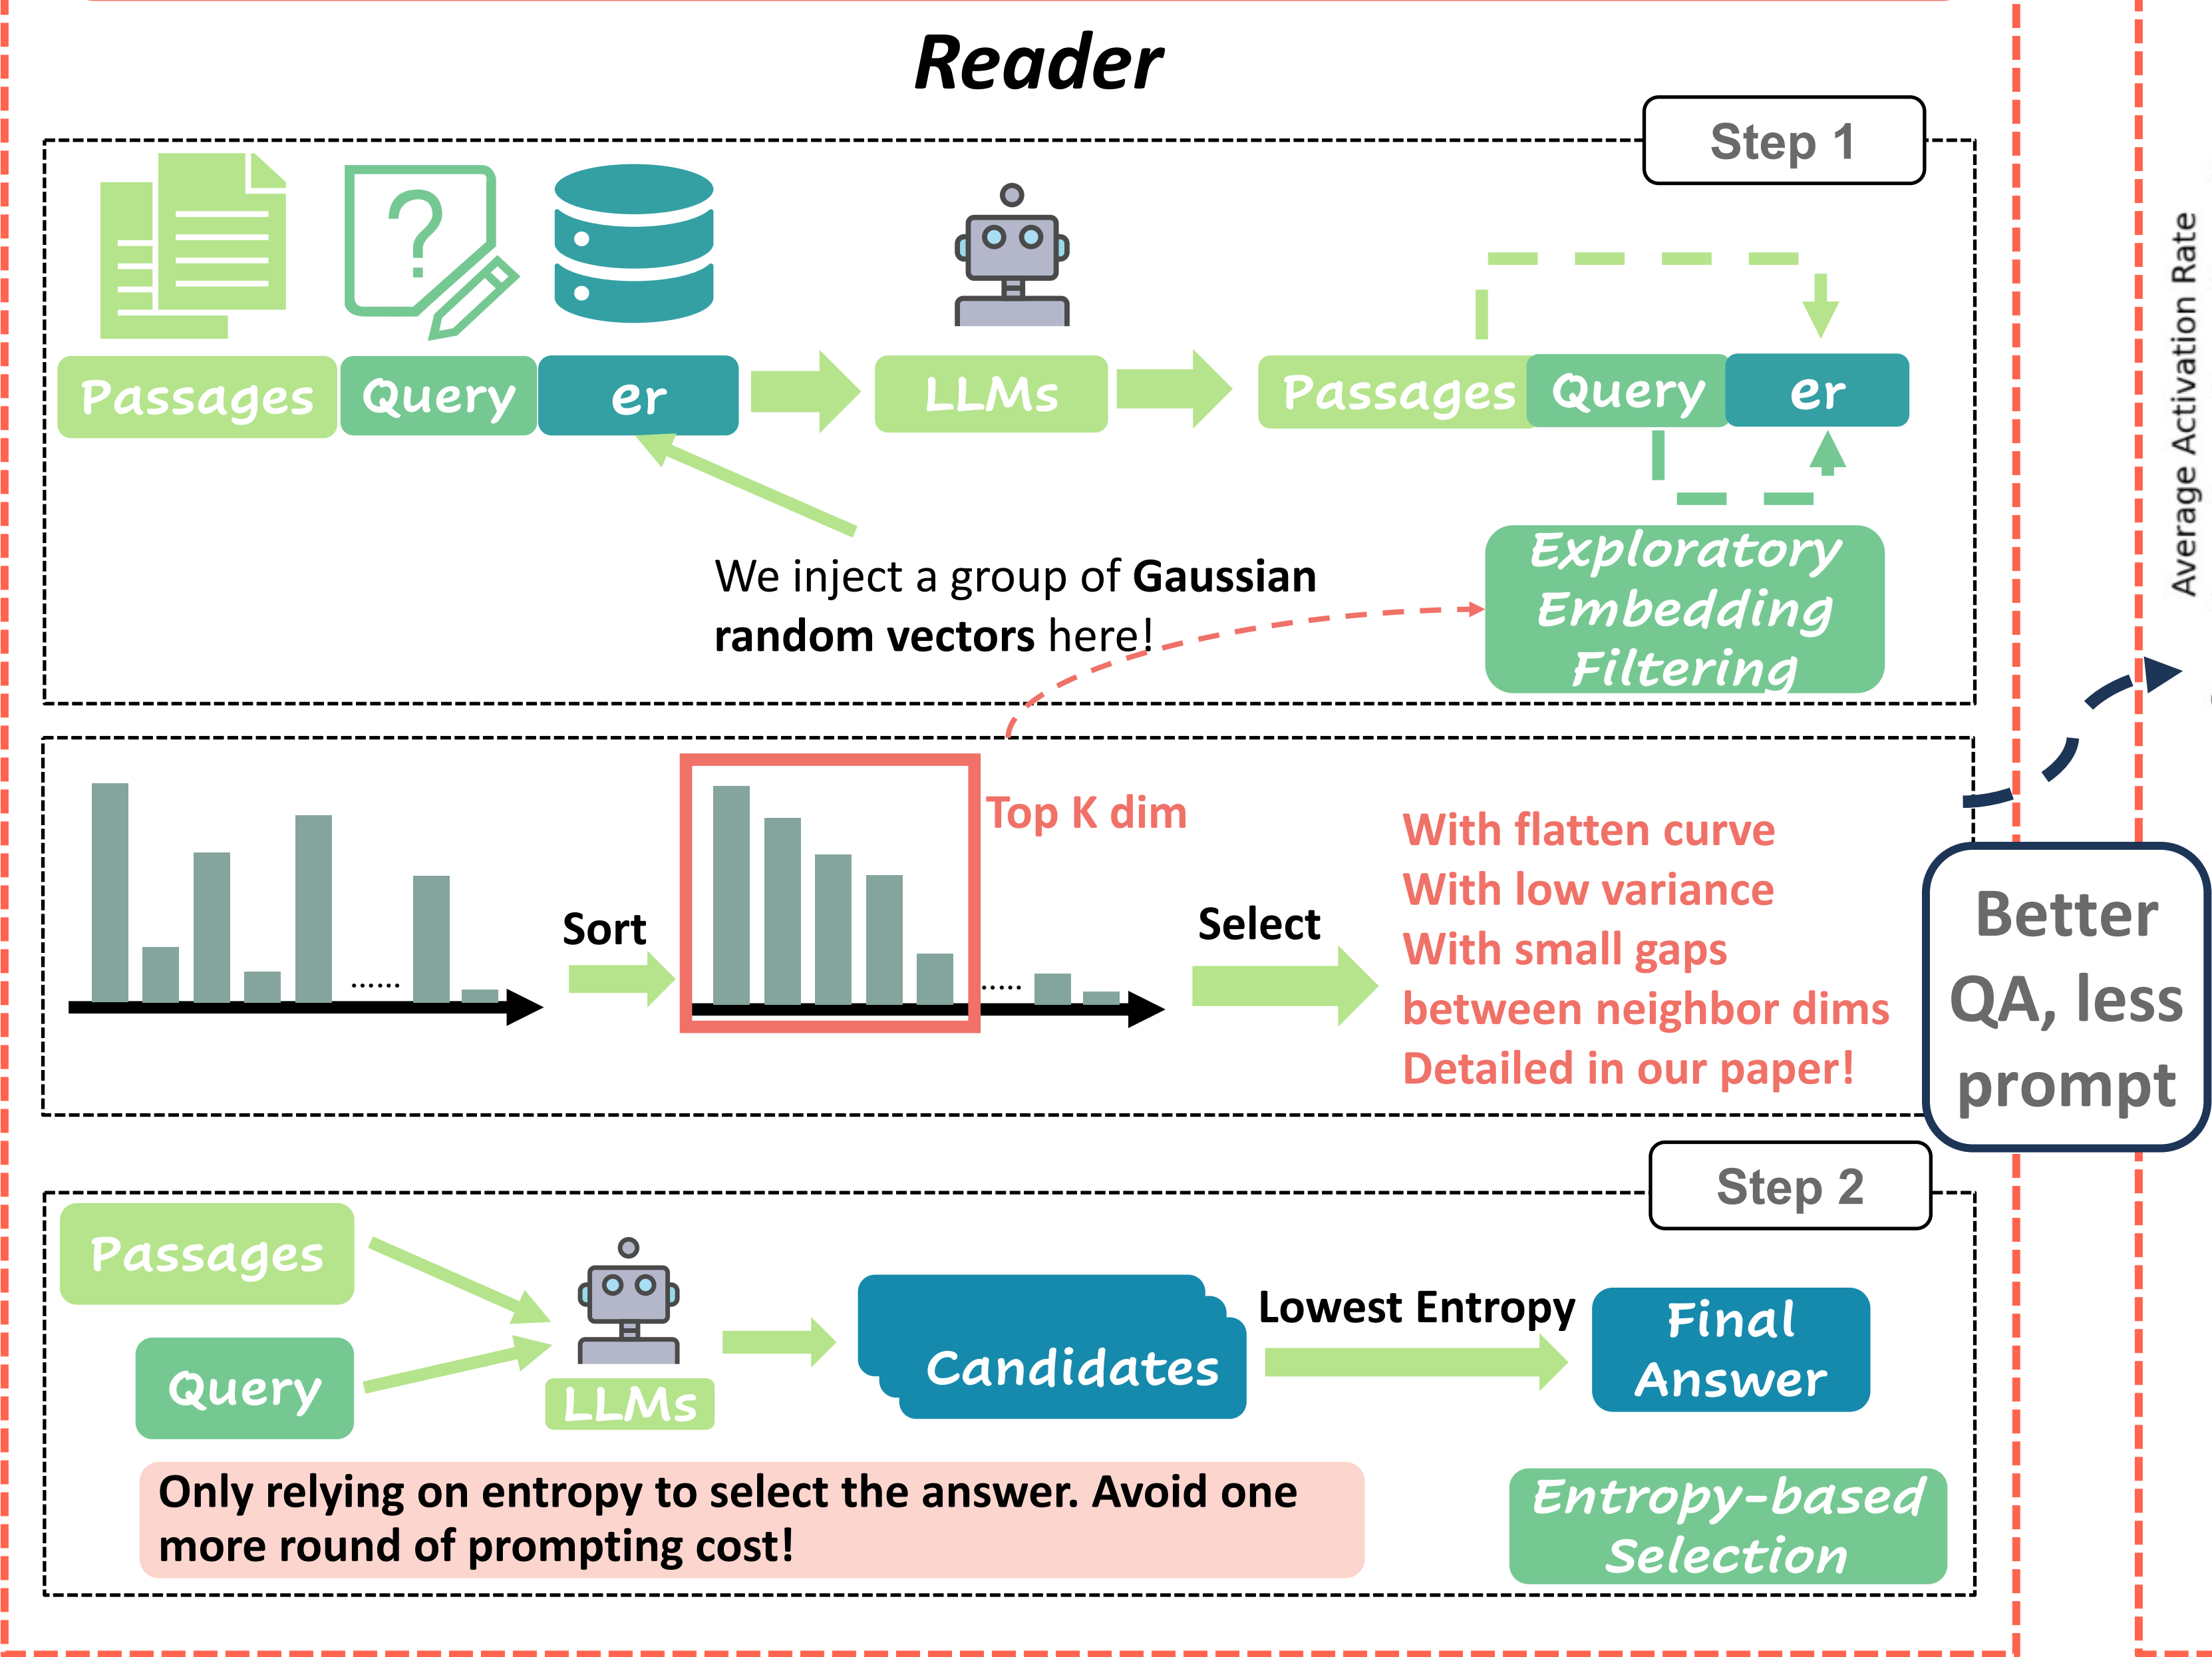 Reader
Step 1
Passages
Query
er
LLMs
Passages
Query
er
We inject a group of Gaussian
random vectors here!
Exploratory
Embedding
Filtering
Average Activation Rate
Sort
......
Top K dim
.....
Select
With flatten curve
With low variance
With small gaps
between neighbor dims
Detailed in our paper!
Better
QA, less
prompt
Step 2
Passages
Query
LLMs
Candidates
Lowest Entropy
Final
Answer
Only relying on entropy to select the answer. Avoid one
more round of prompting cost!
Entropy-based
Selection